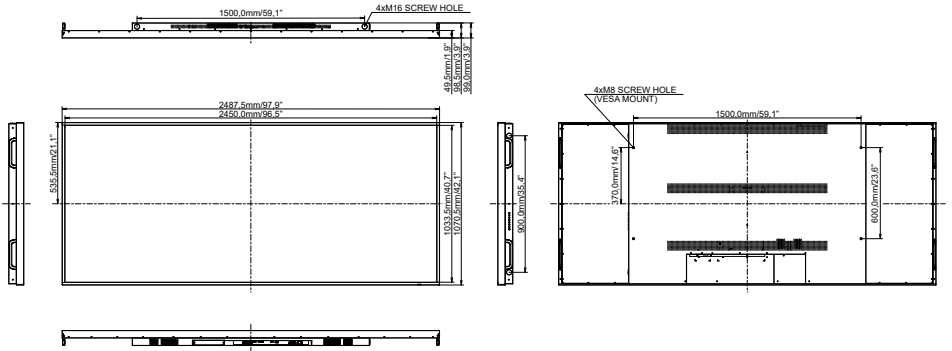 1500,0mm/59,1"
4xM16 SCREW HOLE
49,5mm/1,9"
98,5mm/3,9"
99,0mm/3,9"
2487,5mm/97,9"
2450,0mm/96,5"
535,5mm/21,1"
1033,5mm/40,7"
1070,5mm/42,1"
900,0mm/35,4"
4xM8 SCREW HOLE
(VESA MOUNT)
1500,0mm/59,1"
370,0mm/14,6"
600,0mm/23,6"